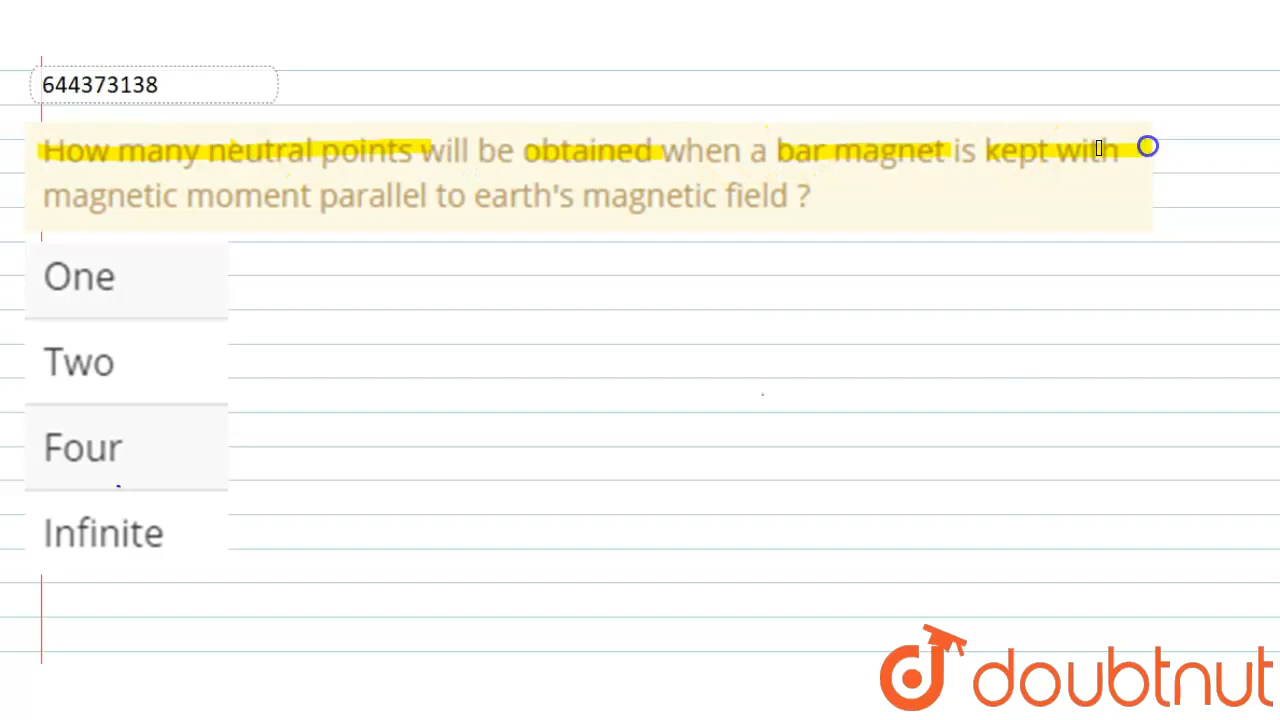 644373138
How many neutral points will be obtained when a bar magnet is kept with
magnetic moment parallel to earth's magnetic field ?
One
Two
Four
Infinite
doubtnut